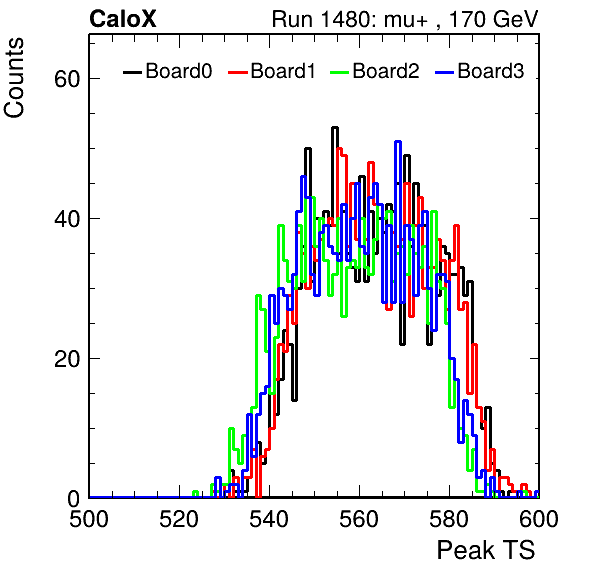 CaloX Run 1480: mu+ , 170 GeV
Counts
Board0 Board1 Board2 Board3
60
40
20
0
500 520 540 560 580 600
Peak TS